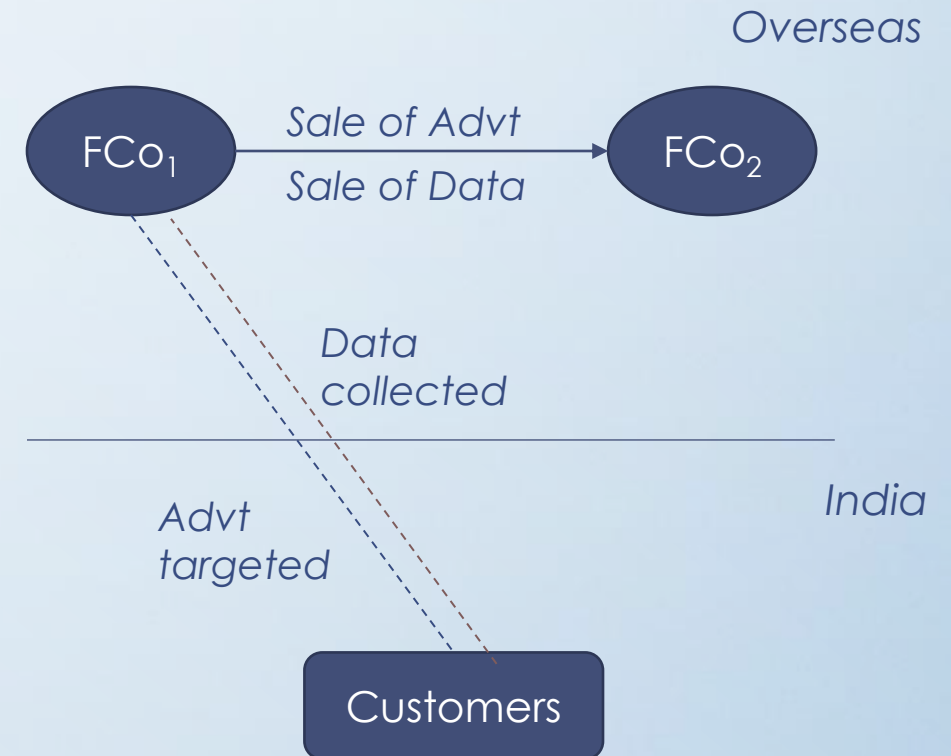 Overseas
FCo₁
Sale of Advt
FCo₂
Sale of Data
Data
collected
India
Advt
targeted
Customers